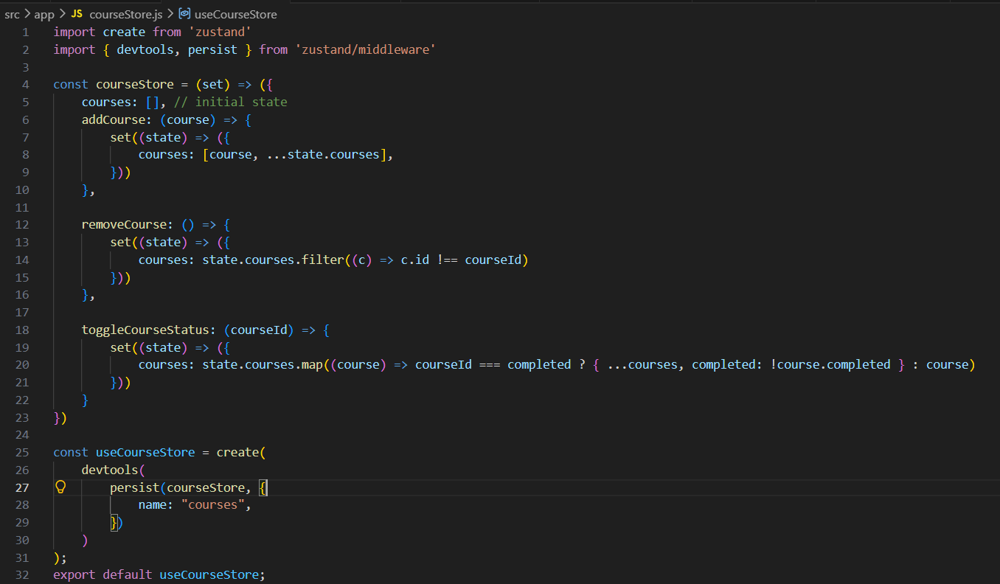 src > app > JS courseStore.js > useCourseStore
1 import create from 'zustand'
2 import { devtools, persist } from 'zustand/middleware'
3
4 const courseStore = (set) => ({
5     courses: [], // initial state
6     addCourse: (course) => {
7         set((state) => ({
8             courses: [course, ...state.courses],
9         }))
10     },
11
12     removeCourse: () => {
13         set((state) => ({
14             courses: state.courses.filter((c) => c.id !== courseId)
15         }))
16     },
17
18     toggleCourseStatus: (courseId) => {
19         set((state) => ({
20             courses: state.courses.map((course) => courseId === completed ? { ...courses, completed: !course.completed } : course)
21         }))
22     }
23 })
24
25 const useCourseStore = create(
26     devtools(
27         persist(courseStore, {
28             name: "courses",
29         })
30     )
31 );
32 export default useCourseStore;